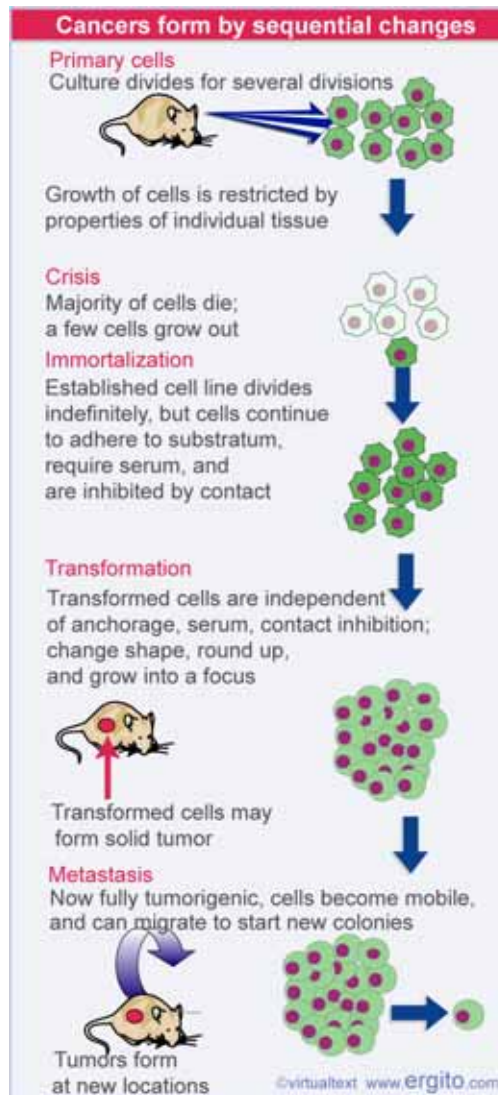 Cancers form by sequential changes
Primary cells
Culture divides for several divisions
Growth of cells is restricted by
properties of individual tissue
Crisis
Majority of cells die;
a few cells grow out
Immortalization
Established cell line divides
indefinitely, but cells continue
to adhere to substratum,
require serum, and
are inhibited by contact
Transformation
Transformed cells are independent
of anchorage, serum, contact inhibition;
change shape, round up,
and grow into a focus
Transformed cells may
form solid tumor
Metastasis
Now fully tumorigenic, cells become mobile,
and can migrate to start new colonies
Tumors form
at new locations
©virtualtext www.ergito.com